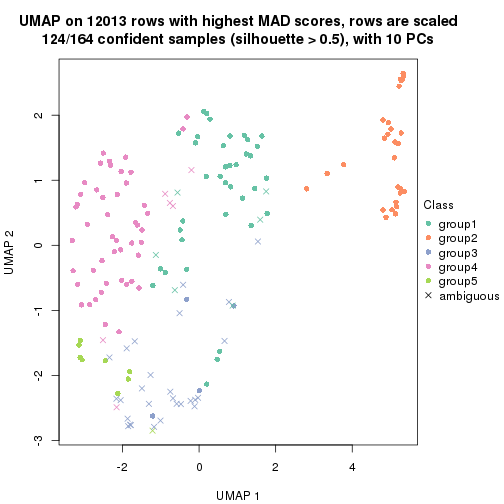 UMAP on 12013 rows with highest MAD scores, rows are scaled
124/164 confident samples (silhouette > 0.5), with 10 PCs
2
1
0
-1
-2
-3
UMAP 2
-2
0
2
4
UMAP 1
Class
group1
group2
group3
group4
group5
ambiguous